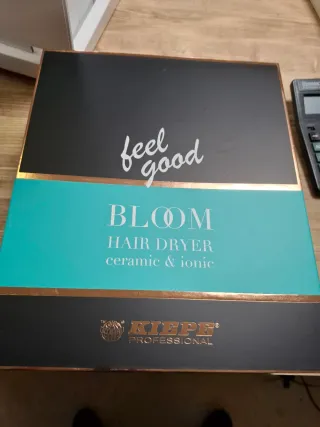 feel
good
BLOOM
HAIR DRYER
ceramic & ionic
KIEPE®
PROFESSIONAL